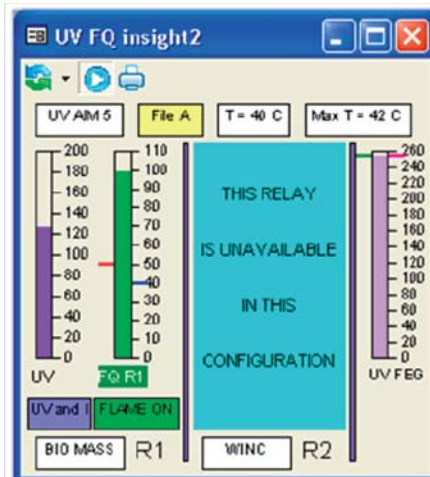 UV FQ insight2
UV AIM 5 File A T = 40 C Max T = 42 C
200 180 160 140 120 100 80 60 40 20 0
110 100 90 80 70 60 50 40 30 20 10 0
THIS RELAY
IS UNAVAILABLE
IN THIS
CONFIGURATION
260 240 220 200 180 160 140 120 100 80 60 40 20 0
UV FQ R1 UV FEG
UV and I FLAME ON
BIO MASS R1 WINC R2